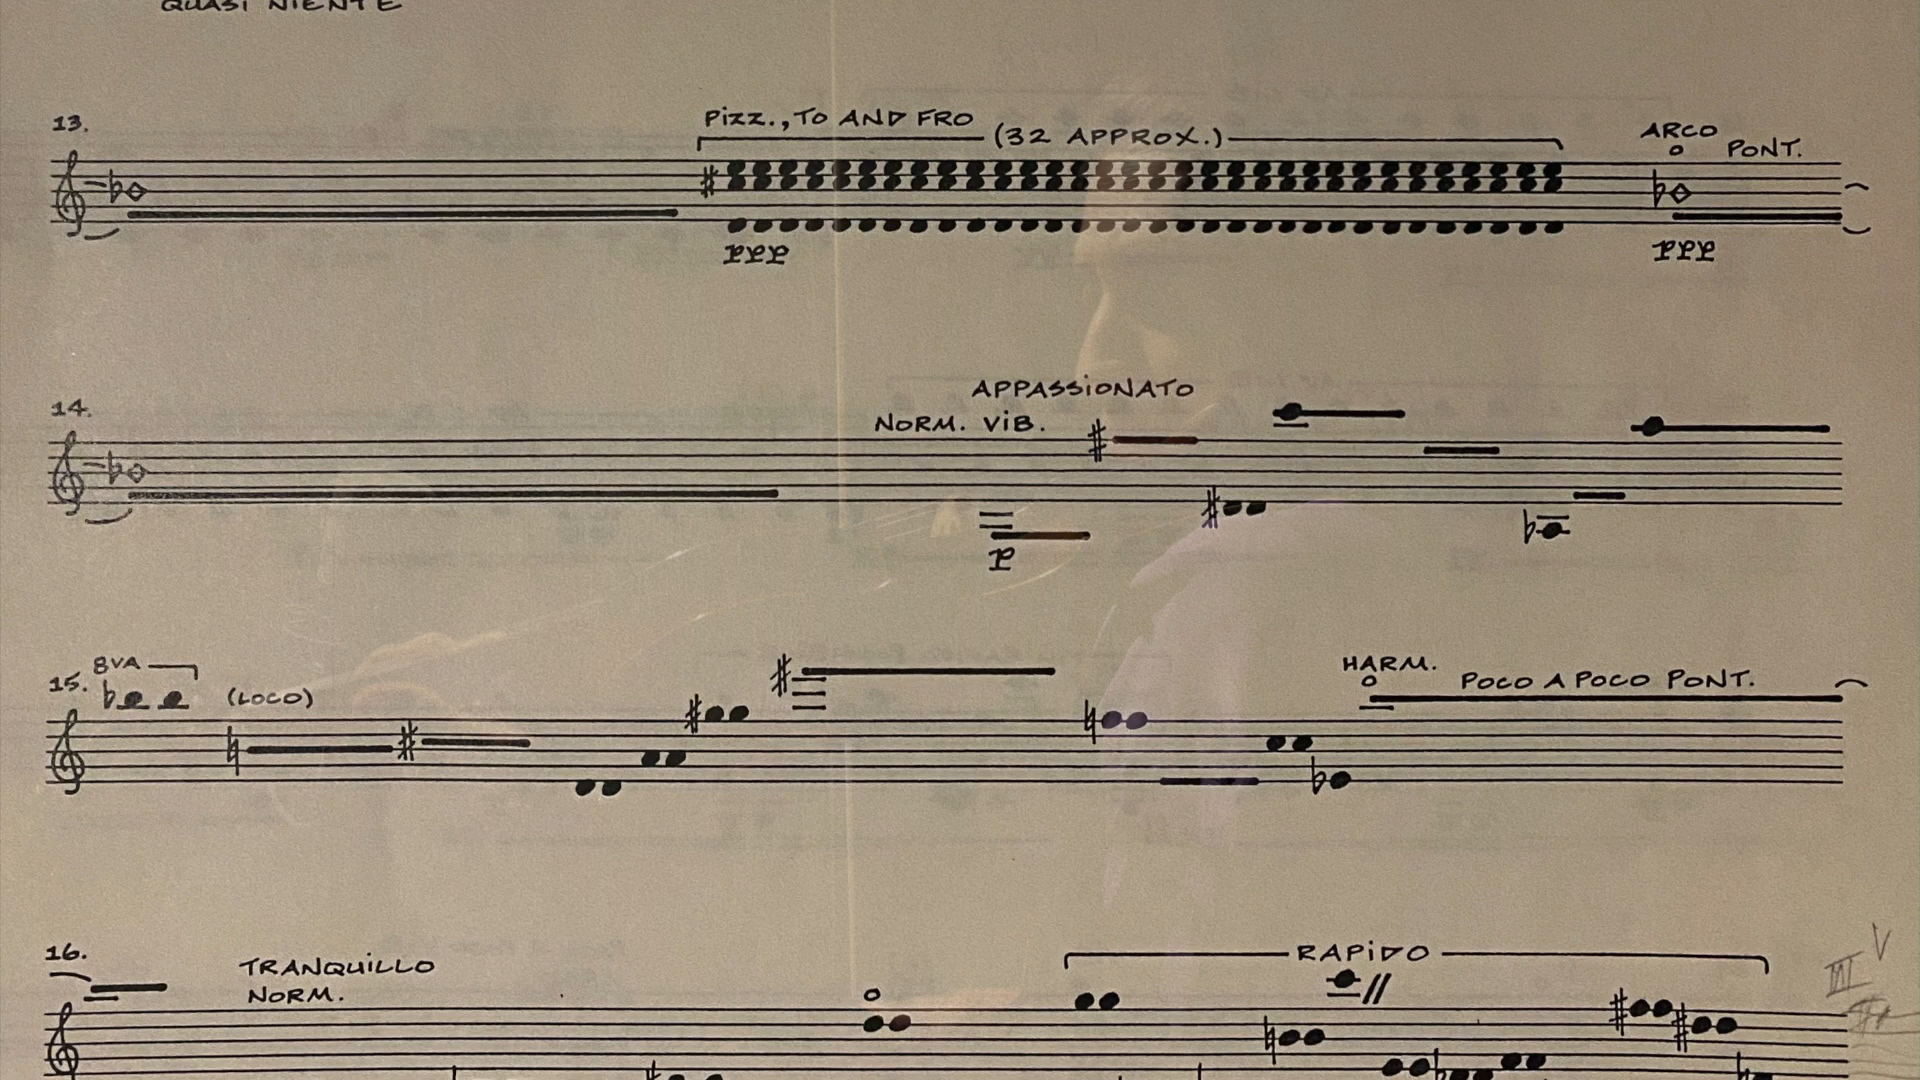 QUASI NIENTE
13.
PIZZ., TO AND FRO
(32 APPROX.)
ARCO
PONT.
PPP
PPP
14.
APPASSIONATO
NORM. VIB.
P
8VA
15.
(LOCO)
HARM.
POCO A POCO PONT.
16.
TRANQUILLO
NORM.
RAPIDO
III V